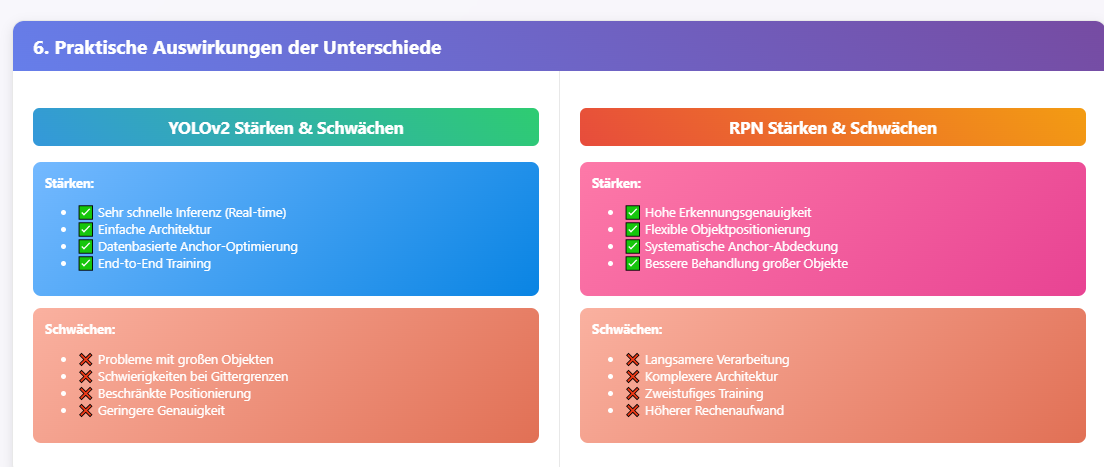 6. Praktische Auswirkungen der Unterschiede
YOLOv2 Stärken & Schwächen
Stärken:
• ✅ Sehr schnelle Inferenz (Real-time)
• ✅ Einfache Architektur
• ✅ Datenbasierte Anchor-Optimierung
• ✅ End-to-End Training
Schwächen:
• ❌ Probleme mit großen Objekten
• ❌ Schwierigkeiten bei Gittergrenzen
• ❌ Beschränkte Positionierung
• ❌ Geringere Genauigkeit
RPN Stärken & Schwächen
Stärken:
• ✅ Hohe Erkennungsgenauigkeit
• ✅ Flexible Objektpositionierung
• ✅ Systematische Anchor-Abdeckung
• ✅ Bessere Behandlung großer Objekte
Schwächen:
• ❌ Langsamere Verarbeitung
• ❌ Komplexere Architektur
• ❌ Zweistufiges Training
• ❌ Höherer Rechenaufwand